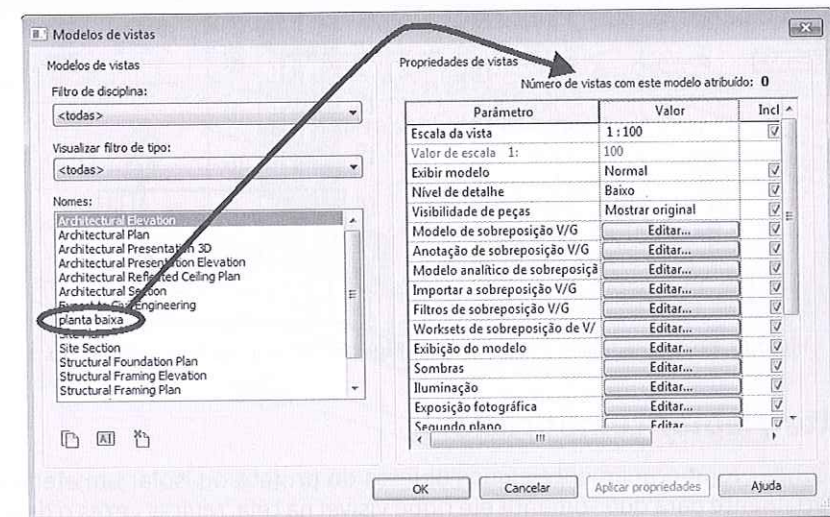 Modelos de vistas
Modelos de vistas
Filtro de disciplina:
<todas>
Visualizar filtro de tipo:
<todas>
Nomes:
Architectural Elevation
Architectural Plan
Architectural Presentation 3D
Architectural Presentation Elevation
Architectural Reflected Ceiling Plan
Architectural Section
Export to Civil Engineering
planta baixa
Site Plan
Site Section
Structural Foundation Plan
Structural Framing Elevation
Structural Framing Plan
Propriedades de vistas
Número de vistas com este modelo atribuído: 0
Parâmetro Valor Incl
Escala da vista 1 : 100
Valor de escala 1: 100
Exibir modelo Normal
Nível de detalhe Baixo
Visibilidade de peças Mostrar original
Modelo de sobreposição V/G Editar...
Anotação de sobreposição V/G Editar...
Modelo analítico de sobreposiçã Editar...
Importar a sobreposição V/G Editar...
Filtros de sobreposição V/G Editar...
Worksets de sobreposição de V/ Editar...
Exibição do modelo Editar...
Sombras Editar...
Iluminação Editar...
Exposição fotográfica Editar...
Segundo plano Editar
OK Cancelar Aplicar propriedades Ajuda